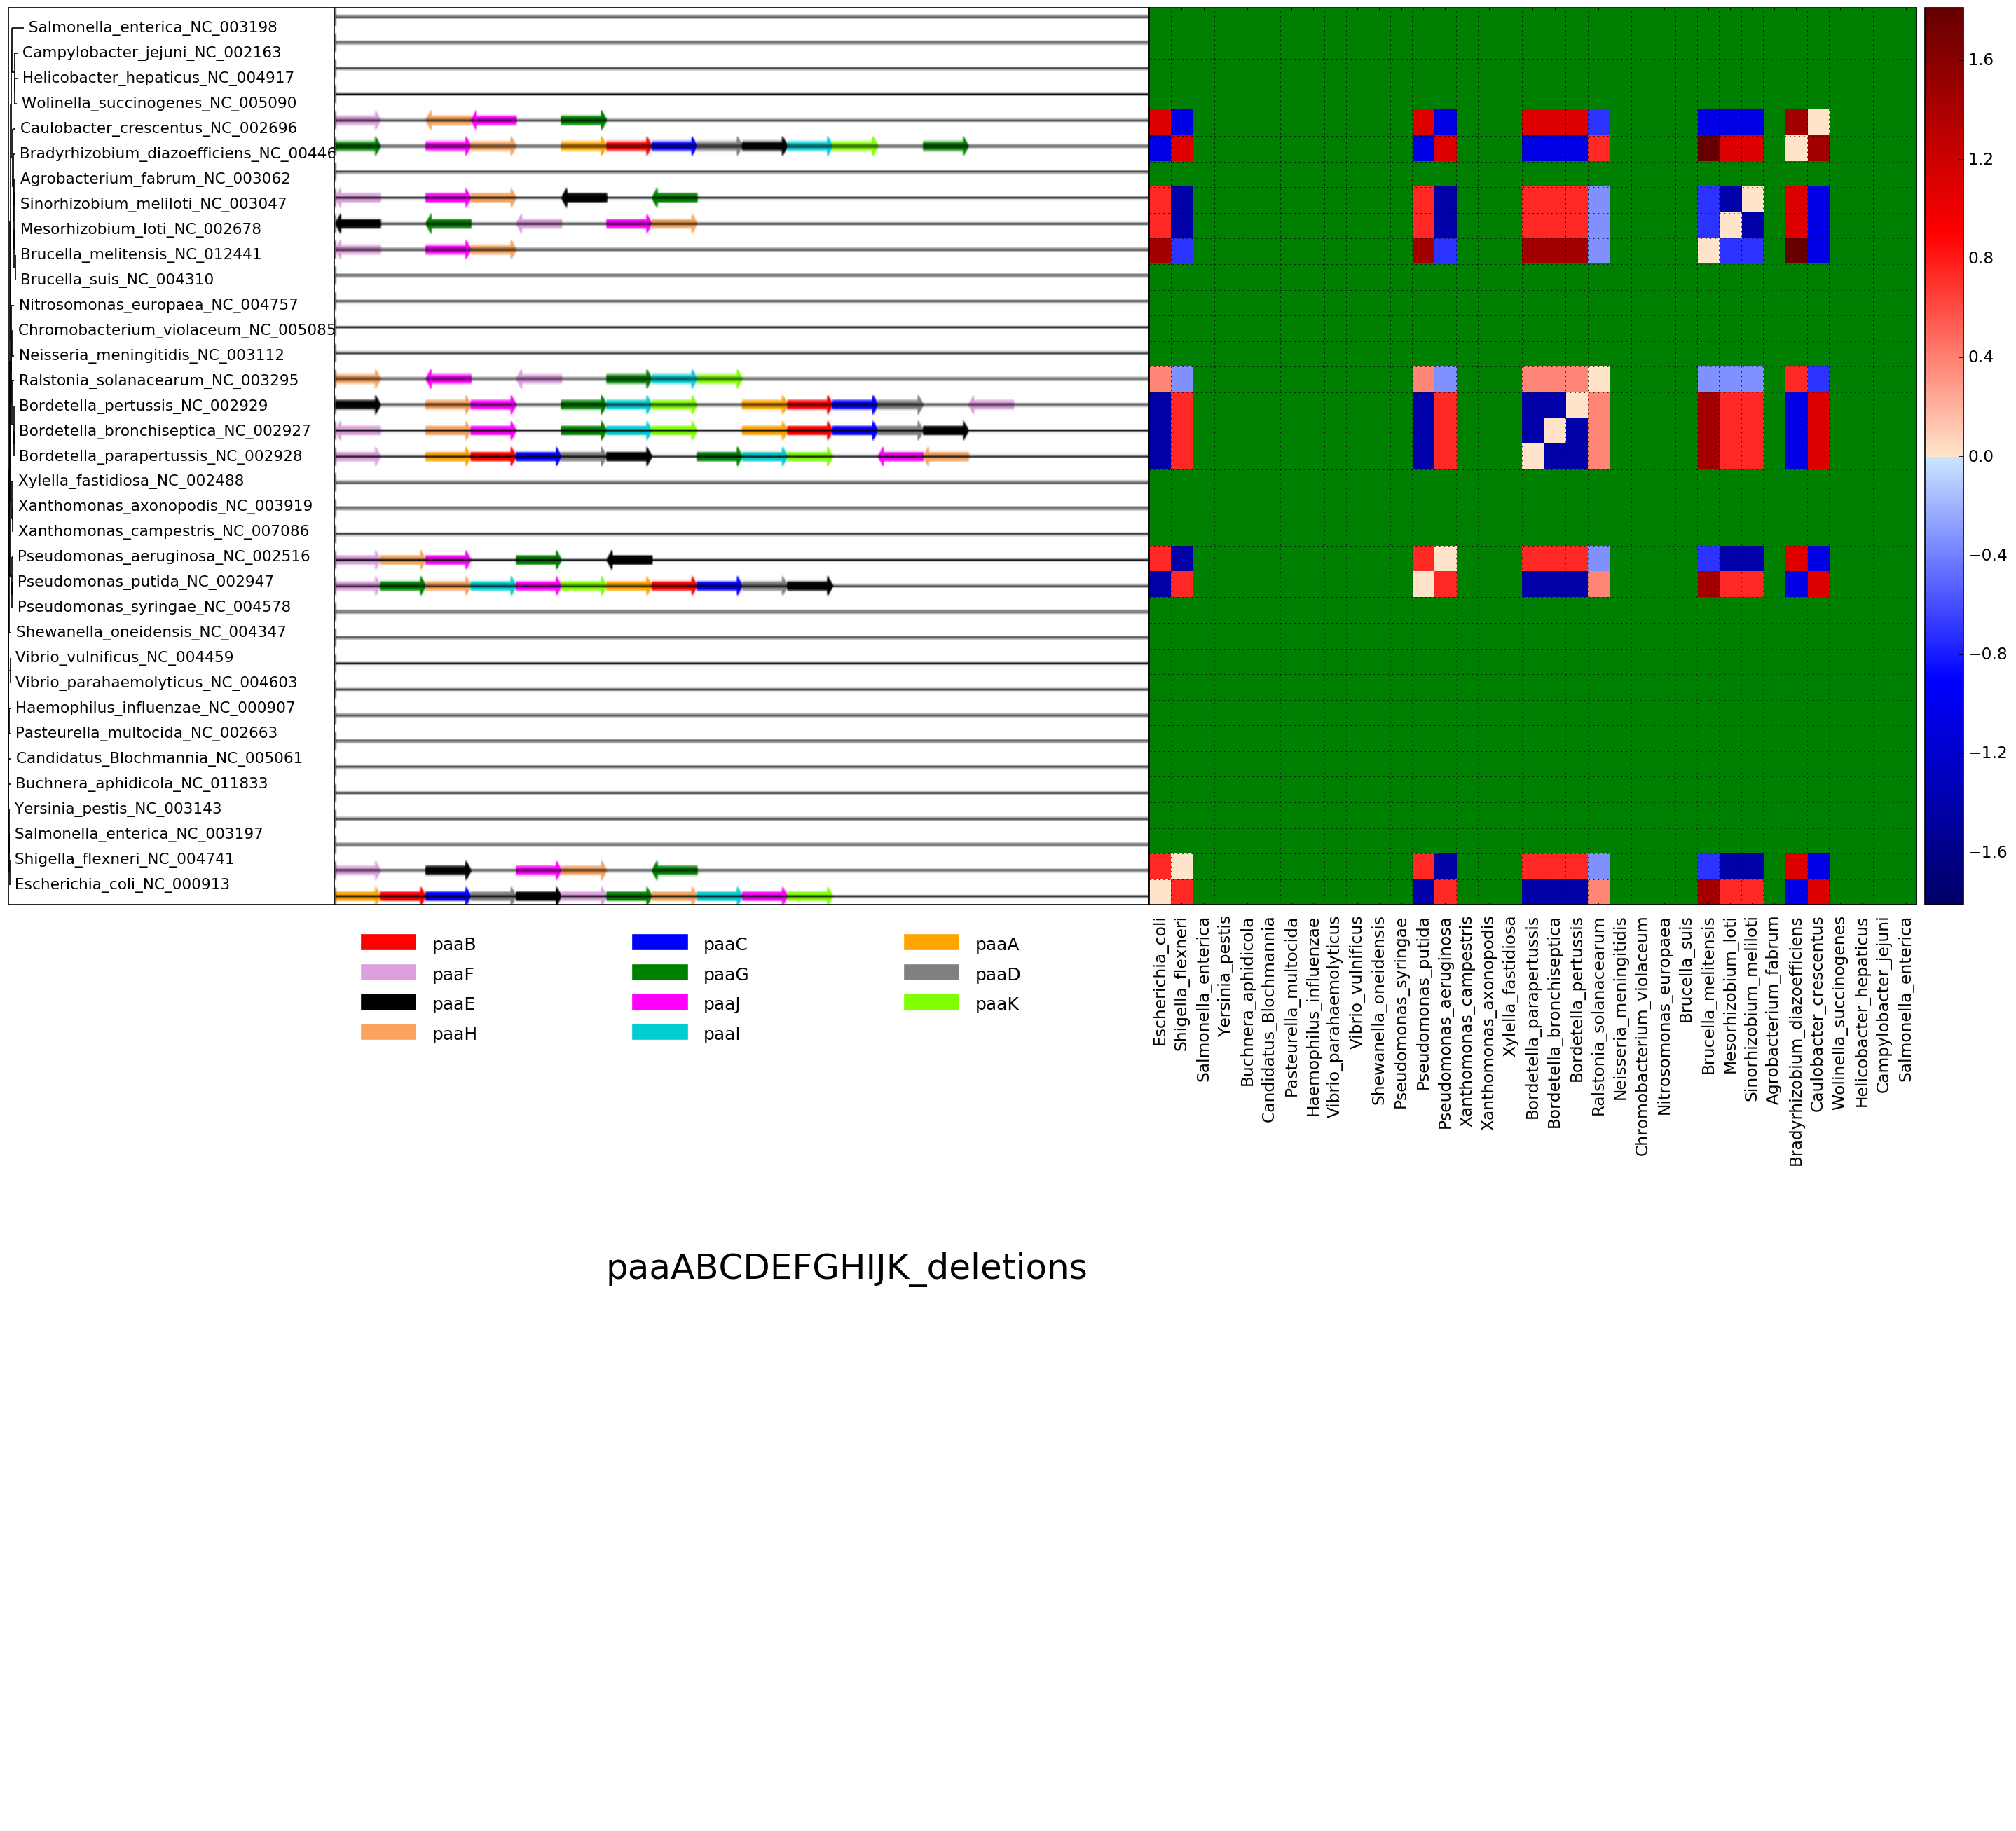 Salmonella_enterica_NC_003198
Campylobacter_jejuni_NC_002163
Helicobacter_hepaticus_NC_004917
Wolinella_succinogenes_NC_005090
Caulobacter_crescentus_NC_002696
Bradyrhizobium_diazoefficiens_NC_00446
Agrobacterium_fabrum_NC_003062
Sinorhizobium_meliloti_NC_003047
Mesorhizobium_loti_NC_002678
Brucella_melitensis_NC_012441
Brucella_suis_NC_004310
Nitrosomonas_europaea_NC_004757
Chromobacterium_violaceum_NC_005085
Neisseria_meningitidis_NC_003112
Ralstonia_solanacearum_NC_003295
Bordetella_pertussis_NC_002929
Bordetella_bronchiseptica_NC_002927
Bordetella_parapertussis_NC_002928
Xylella_fastidiosa_NC_002488
Xanthomonas_axonopodis_NC_003919
Xanthomonas_campestris_NC_007086
Pseudomonas_aeruginosa_NC_002516
Pseudomonas_putida_NC_002947
Pseudomonas_syringae_NC_004578
Shewanella_oneidensis_NC_004347
Vibrio_vulnificus_NC_004459
Vibrio_parahaemolyticus_NC_004603
Haemophilus_influenzae_NC_000907
Pasteurella_multocida_NC_002663
Candidatus_Blochmannia_NC_005061
Buchnera_aphidicola_NC_011833
Yersinia_pestis_NC_003143
Salmonella_enterica_NC_003197
Shigella_flexneri_NC_004741
Escherichia_coli_NC_000913
1.6
1.2
0.8
0.4
0.0
−0.4
−0.8
−1.2
−1.6
Escherichia_coli
Shigella_flexneri
Salmonella_enterica
Yersinia_pestis
Buchnera_aphidicola
Candidatus_Blochmannia
Pasteurella_multocida
Haemophilus_influenzae
Vibrio_parahaemolyticus
Vibrio_vulnificus
Shewanella_oneidensis
Pseudomonas_syringae
Pseudomonas_putida
Pseudomonas_aeruginosa
Xanthomonas_campestris
Xanthomonas_axonopodis
Xylella_fastidiosa
Bordetella_parapertussis
Bordetella_bronchiseptica
Bordetella_pertussis
Ralstonia_solanacearum
Neisseria_meningitidis
Chromobacterium_violaceum
Nitrosomonas_europaea
Brucella_suis
Brucella_melitensis
Mesorhizobium_loti
Sinorhizobium_meliloti
Agrobacterium_fabrum
Bradyrhizobium_diazoefficiens
Caulobacter_crescentus
Wolinella_succinogenes
Helicobacter_hepaticus
Campylobacter_jejuni
Salmonella_enterica
paaB paaC paaA
paaF paaG paaD
paaE paaJ paaK
paaH paaI
paaABCDEFGHIJK_deletions